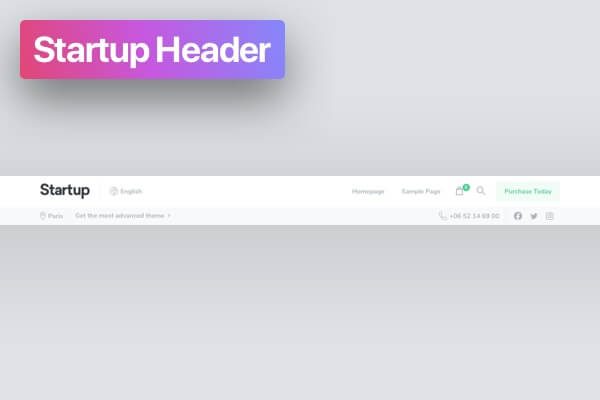 Startup Header
Startup English Homepage Sample Page 0 Purchase Today
Paris Get the most advanced theme +06 52 14 69 00